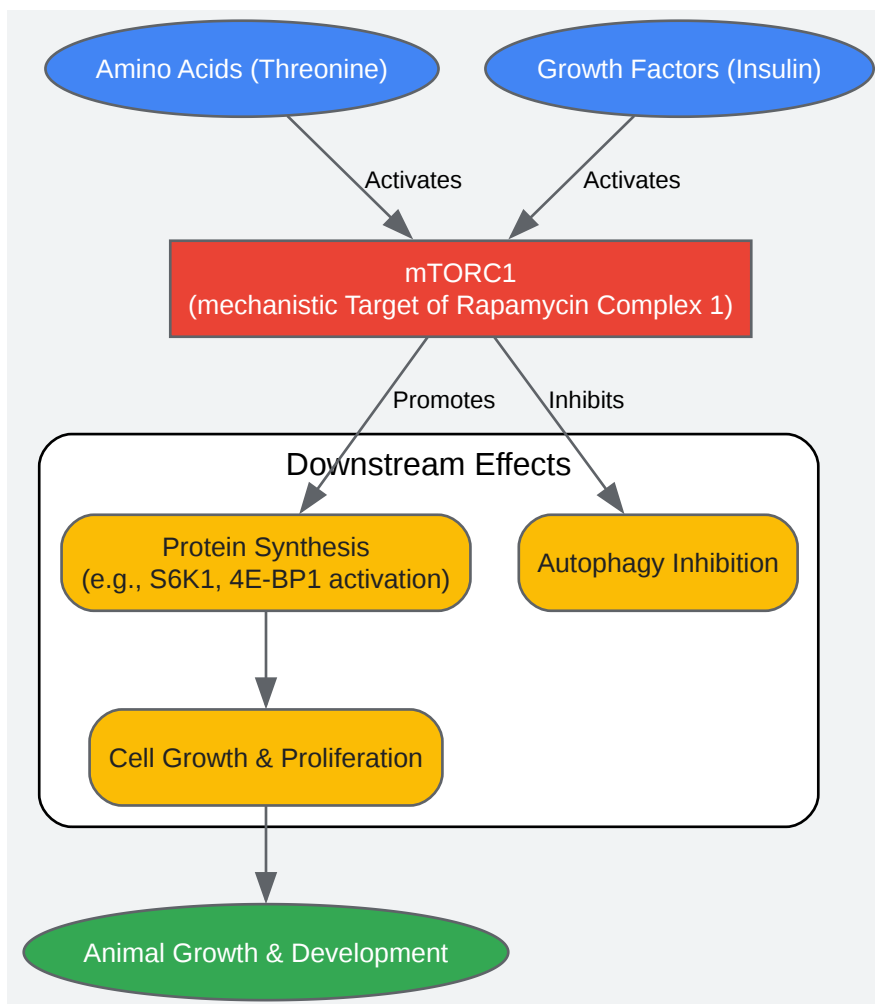 Amino Acids (Threonine)
Growth Factors (Insulin)
Activates
Activates
mTORC1
(mechanistic Target of Rapamycin Complex 1)
Promotes
Inhibits
Downstream Effects
Protein Synthesis
(e.g., S6K1, 4E-BP1 activation)
Autophagy Inhibition
Cell Growth & Proliferation
Animal Growth & Development